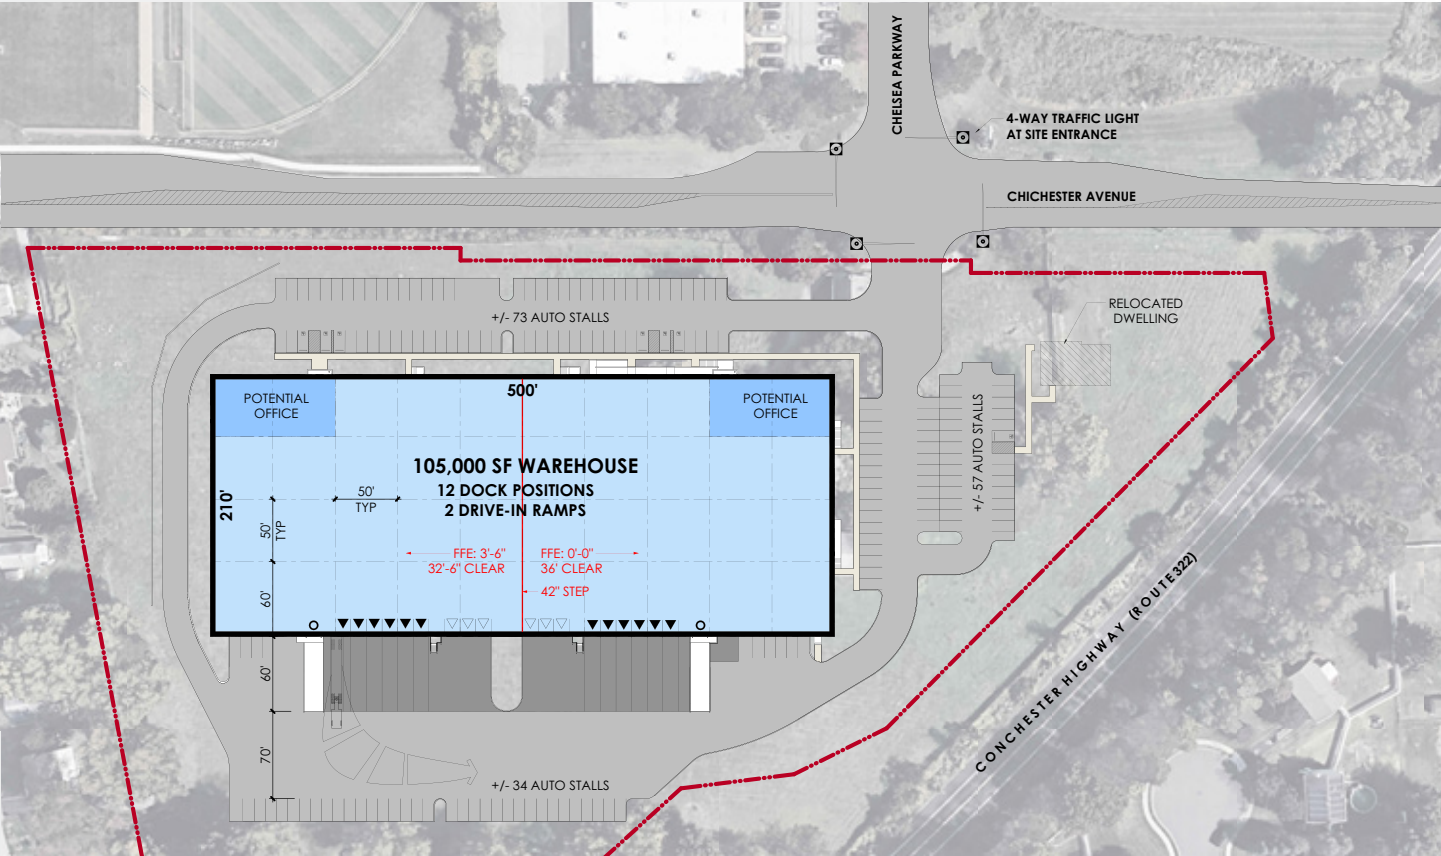 CHELSEA PARKWAY
4-WAY TRAFFIC LIGHT
AT SITE ENTRANCE
CHICHESTER AVENUE
RELOCATED
DWELLING
+/- 73 AUTO STALLS
POTENTIAL
OFFICE
500'
POTENTIAL
OFFICE
105,000 SF WAREHOUSE
12 DOCK POSITIONS
2 DRIVE-IN RAMPS
210'
50'
TYP
50'
TYP
+/- 57 AUTO STALLS
FFE: 3'-6"
32'-6" CLEAR
FFE: 0'-0"
36' CLEAR
42" STEP
60'
60'
70'
+/- 34 AUTO STALLS
CONCHESTER HIGHWAY (ROUTE 322)